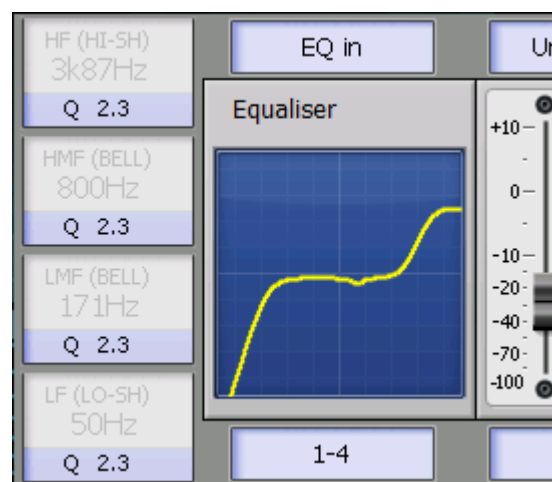 HF (HI-SH)
3k87Hz
Q 2.3
HMF (BELL)
800Hz
Q 2.3
LMF (BELL)
171Hz
Q 2.3
LF (LO-SH)
50Hz
Q 2.3
EQ in
Equaliser
1-4
+10
0
-10
-20
-40
-70
-100